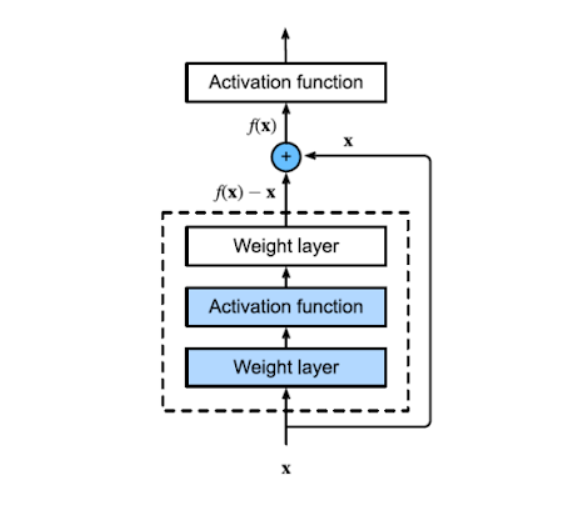 Activation function
f(x)
x
+
f(x) − x
Weight layer
Activation function
Weight layer
x